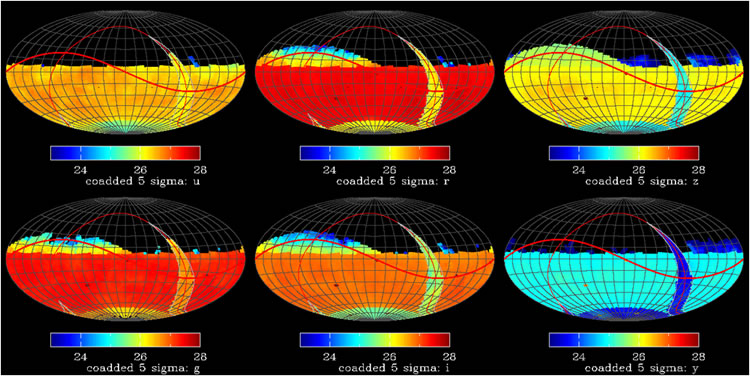 24 26 28 24 26 28 24 26 28
coadded 5 sigma: u coadded 5 sigma: r coadded 5 sigma: z
24 26 28 24 26 28 24 26 28
coadded 5 sigma: g coadded 5 sigma: i coadded 5 sigma: y